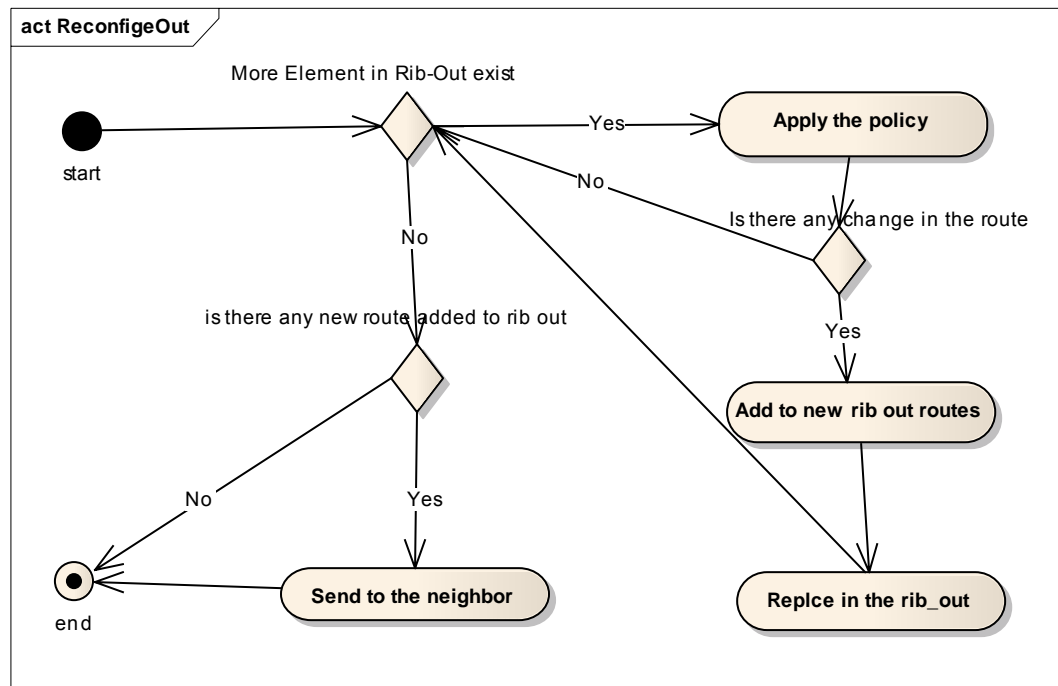 act ReconfigeOut
More Element in Rib-Out exist
start
Yes
Apply the policy
No
Is there any change in the route
No
is there any new route added to rib out
Yes
Add to new rib out routes
No
Yes
Send to the neighbor
Replce in the rib_out
end